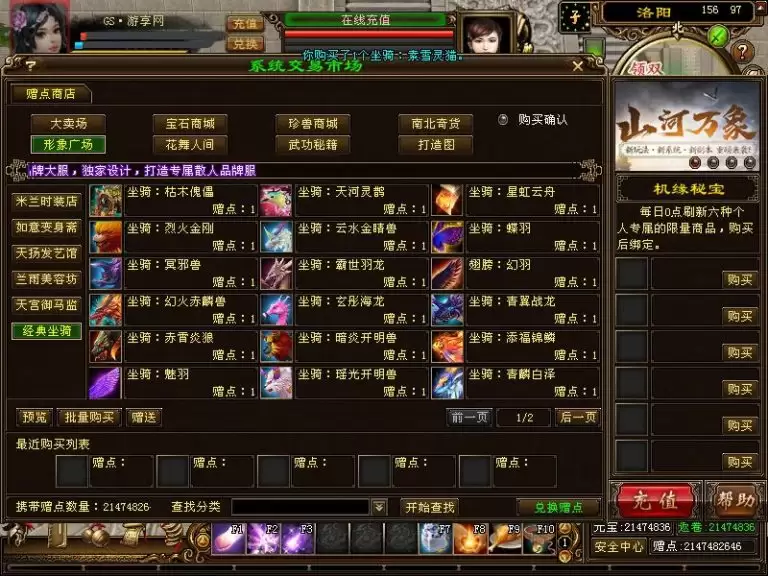 GS·游享网
充值
兑换
在线充值
子
洛阳
156 97
北
你购买了1个坐骑:素雪灵猫。
?
系统交易市场
领双
赠点商店
大卖场
宝石商城
珍兽商城
南北奇货
购买确认
形象广场
花舞人间
武功秘籍
打造图
牌大服，独家设计，打造专属散人品牌服
米兰时装店
如意变身斋
天扬发艺馆
兰雨美容坊
天宫御马监
经典坐骑
坐骑：枯木傀儡
赠点：1
坐骑：天河灵鹊
赠点：1
坐骑：星虹云舟
赠点：1
坐骑：烈火金刚
赠点：1
坐骑：云水金睛兽
赠点：1
坐骑：蝶羽
赠点：1
坐骑：冥邪兽
赠点：1
坐骑：霸世羽龙
赠点：1
翅膀：幻羽
赠点：1
坐骑：幻火赤麟兽
赠点：1
坐骑：玄彤海龙
赠点：1
坐骑：青翼战龙
赠点：1
坐骑：赤霄炎狼
赠点：1
坐骑：暗炎开明兽
赠点：1
坐骑：添福锦鳞
赠点：1
坐骑：魅羽
赠点：1
坐骑：瑶光开明兽
赠点：1
坐骑：青麟白泽
赠点：1
预览
批量购买
赠送
前一页
1/2
后一页
最近购买列表
赠点：
赠点：
赠点：
赠点：
赠点：
携带赠点数量：21474826
查找分类
开始查找
兑换赠点
山河万象
机缘秘宝
每日0点刷新六种个
人专属的限量商品，购买
后绑定。
购买
购买
购买
购买
购买
购买
充值
帮助
F1
F2
F3
F7
F8
F9
F10
1
元宝:21474836
安全中心
赠点:2147482646